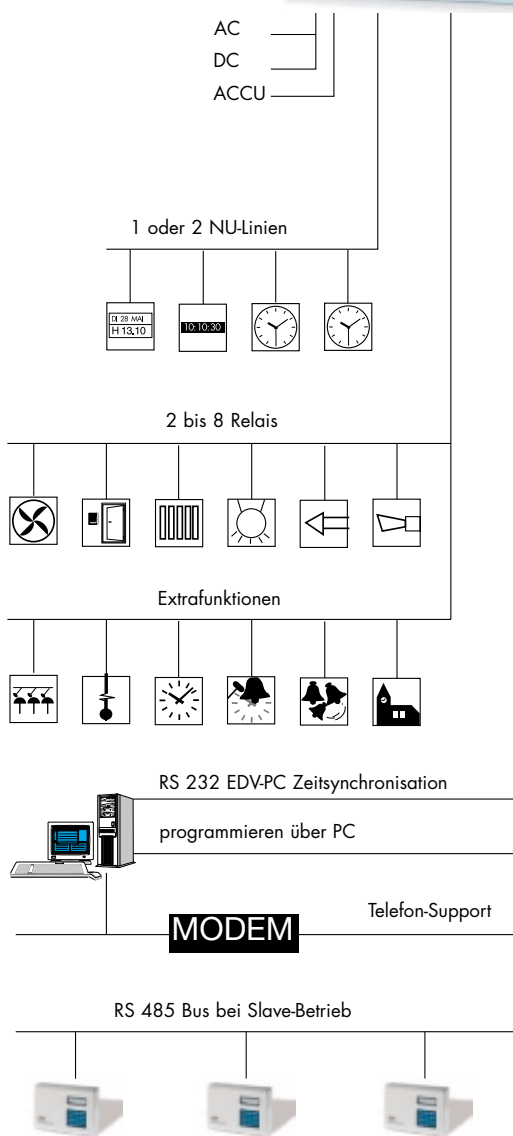 AC
DC
ACCU
1 oder 2 NU-Linien
DI 28 MAI
H 13.10
10:10:30
2 bis 8 Relais
Extrafunktionen
RS 232 EDV-PC Zeitsynchronisation
programmieren über PC
Telefon-Support
MODEM
RS 485 Bus bei Slave-Betrieb